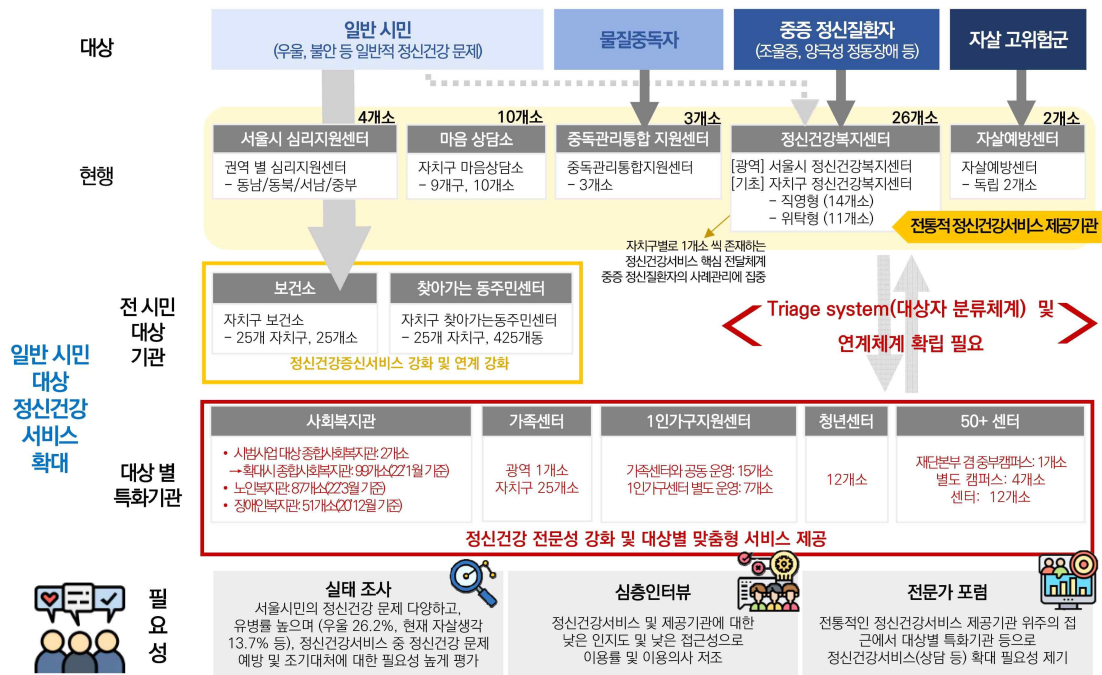 대상
일반 시민
(우울, 불안 등 일반적 정신건강 문제)
물질중독자
중증 정신질환자
(조울증, 양극성 정동장애 등)
자살 고위험군
현행
4개소
서울시 심리지원센터
권역 별 심리지원센터
– 동남/동북/서남/중부
10개소
마음 상담소
자치구 마음상담소
– 9개구, 10개소
3개소
중독관리통합 지원센터
중독관리통합지원센터
– 3개소
26개소
정신건강복지센터
[광역] 서울시 정신건강복지센터
[기초] 자치구 정신건강복지센터
– 직영형 (14개소)
– 위탁형 (11개소)
2개소
자살예방센터
자살예방센터
– 독립 2개소
전통적 정신건강서비스 제공기관
자치구별로 1개소 씩 존재하는
정신건강서비스 핵심 전달체계
중증 정신질환자의 사례관리에 집중
일반 시민
대상
정신건강
서비스
확대
전 시민
대상
기관
보건소
자치구 보건소
– 25개 자치구, 25개소
찾아가는 동주민센터
자치구 찾아가는동주민센터
– 25개 자치구, 425개동
정신건강증신서비스 강화 및 연계 강화
Triage system(대상자 분류체계) 및
연계체계 확립 필요
대상 별
특화기관
사회복지관
• 시범사업 대상 종합사회복지관: 2개소
→ 확대시 종합사회복지관: 99개소(22'1월 기준)
• 노인복지관: 87개소(22'3월 기준)
• 장애인복지관: 51개소(20'12월 기준)
가족센터
광역 1개소
자치구 25개소
1인가구지원센터
가족센터와 공동 운영: 15개소
1인가구센터 별도 운영: 7개소
청년센터
12개소
50+ 센터
재단본부 겸 중부캠퍼스: 1개소
별도 캠퍼스: 4개소
센터: 12개소
정신건강 전문성 강화 및 대상별 맞춤형 서비스 제공
필
요
성
실태 조사
서울시민의 정신건강 문제 다양하고,
유병률 높으며 (우울 26.2%, 현재 자살생각
13.7% 등), 정신건강서비스 중 정신건강 문제
예방 및 조기대처에 대한 필요성 높게 평가
심층인터뷰
정신건강서비스 및 제공기관에 대한
낮은 인지도 및 낮은 접근성으로
이용률 및 이용의사 저조
전문가 포럼
전통적인 정신건강서비스 제공기관 위주의 접
근에서 대상별 특화기관 등으로
정신건강서비스(상담 등) 확대 필요성 제기